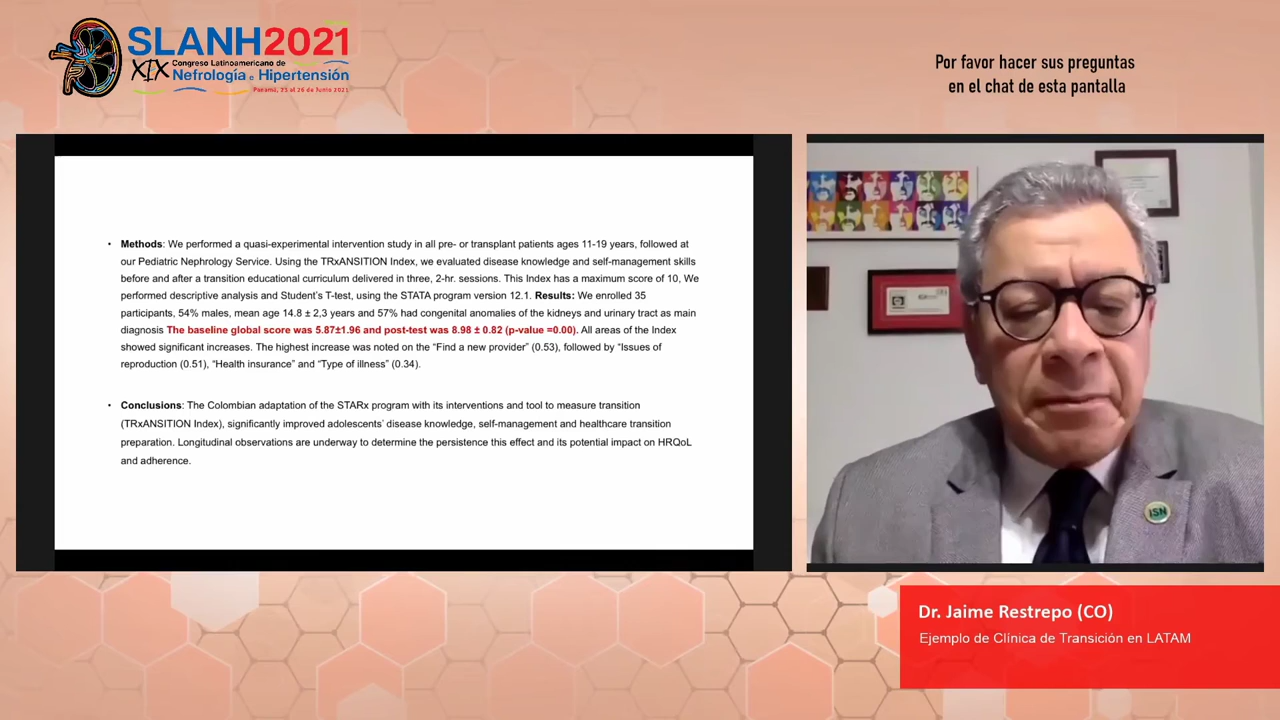 SLANH2021
XIX Congreso Latinoamericano de
Nefrología e Hipertensión
Panamá, 25 al 26 de Junio 2021
Por favor hacer sus preguntas
en el chat de esta pantalla
• Methods: We performed a quasi-experimental intervention study in all pre- or transplant patients ages 11-19 years, followed at
our Pediatric Nephrology Service. Using the TRxANSITION Index, we evaluated disease knowledge and self-management skills
before and after a transition educational curriculum delivered in three, 2-hr. sessions. This Index has a maximum score of 10, We
performed descriptive analysis and Student's T-test, using the STATA program version 12.1. Results: We enrolled 35
participants, 54% males, mean age 14.8 ± 2,3 years and 57% had congenital anomalies of the kidneys and urinary tract as main
diagnosis The baseline global score was 5.87±1.96 and post-test was 8.98 ± 0.82 (p-value =0.00). All areas of the Index
showed significant increases. The highest increase was noted on the “Find a new provider” (0.53), followed by “Issues of
reproduction (0.51), “Health insurance” and “Type of illness” (0.34).
• Conclusions: The Colombian adaptation of the STARx program with its interventions and tool to measure transition
(TRxANSITION Index), significantly improved adolescents’ disease knowledge, self-management and healthcare transition
preparation. Longitudinal observations are underway to determine the persistence this effect and its potential impact on HRQoL
and adherence.
ISN
Dr. Jaime Restrepo (CO)
Ejemplo de Clínica de Transición en LATAM